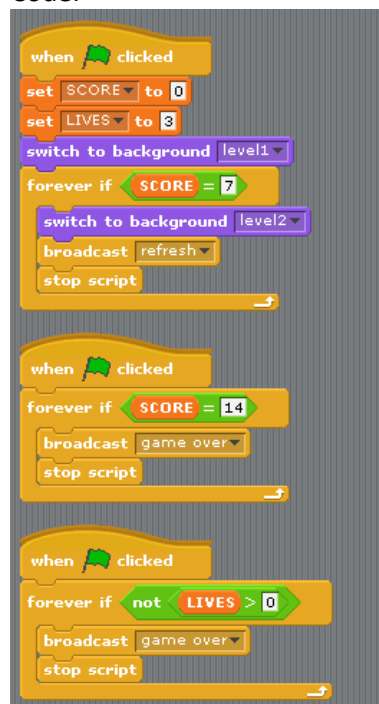 when clicked
set SCORE to 0
set LIVES to 3
switch to background level1
forever if SCORE = 7
switch to background level2
broadcast refresh
stop script
when clicked
forever if SCORE = 14
broadcast game over
stop script
when clicked
forever if not LIVES > 0
broadcast game over
stop script